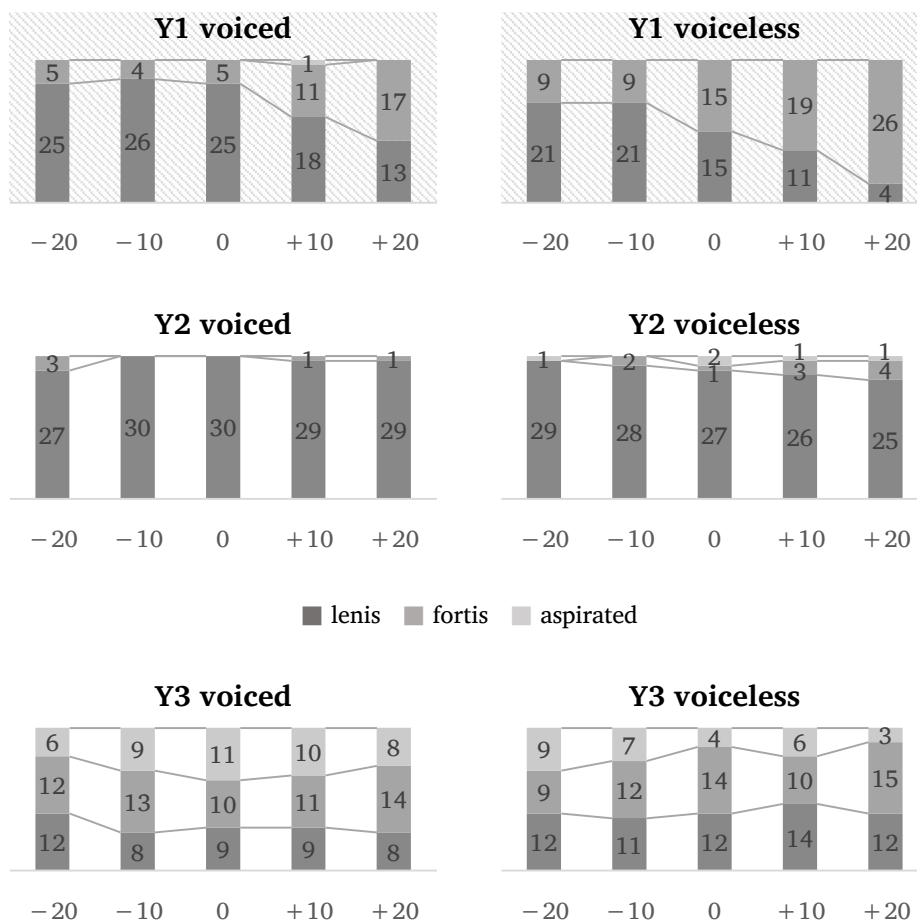 Y1 voiced
5 4 5 1 11 17
25 26 25 18 13
−20 −10 0 +10 +20
Y1 voiceless
9 9 15 19 26
21 21 15 11 4
−20 −10 0 +10 +20
Y2 voiced
3 1 1
27 30 30 29 29
−20 −10 0 +10 +20
Y2 voiceless
2 1 1
1 2 1 3 4
29 28 27 26 25
−20 −10 0 +10 +20
lenis fortis aspirated
Y3 voiced
6 9 11 10 8
12 13 10 11 14
12 8 9 9 8
−20 −10 0 +10 +20
Y3 voiceless
9 7 4 6 3
9 12 14 10 15
12 11 12 14 12
−20 −10 0 +10 +20